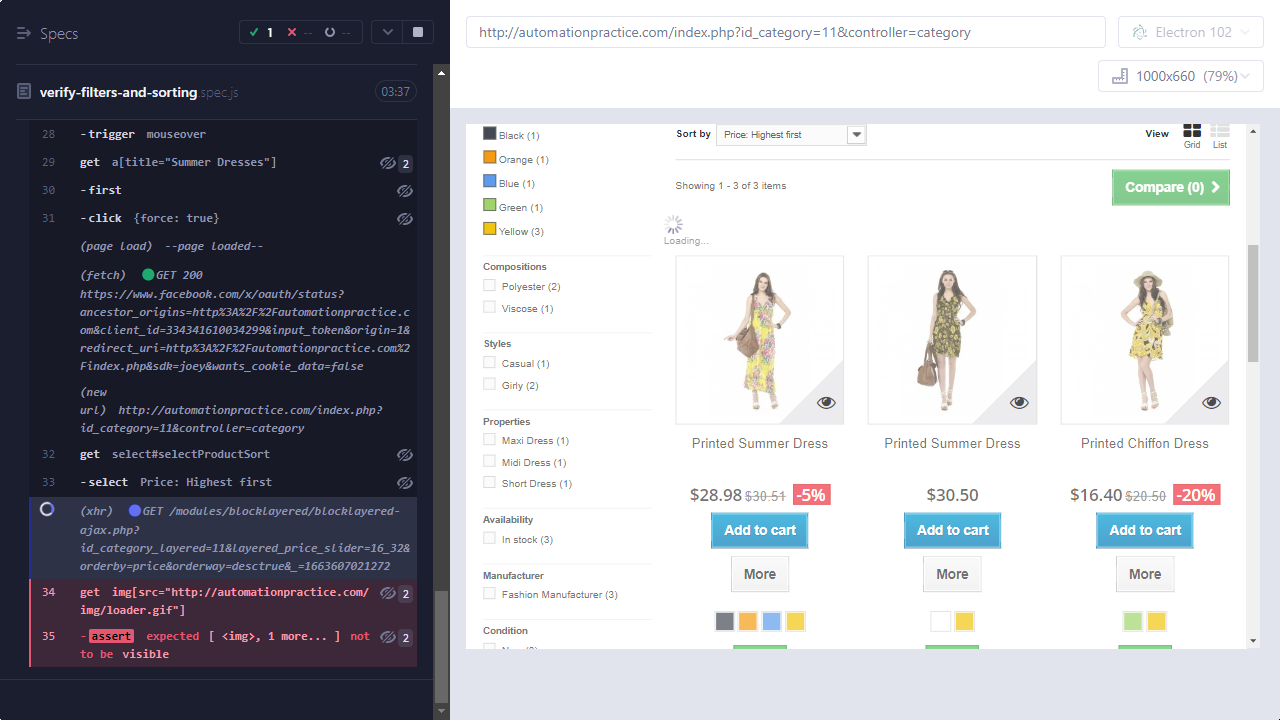 Specs
1
--
--
verify-filters-and-sorting.spec.js
03:37
28 -trigger mouseover
29 get a[title="Summer Dresses"] 2
30 -first
31 -click {force: true}
(page load) --page loaded--
(fetch) GET 200
https://www.facebook.com/x/oauth/status?
ancestor_origins=http%3A%2F%2Fautomationpractice.c
om&client_id=334341610034299&input_token&origin=1&
redirect_uri=http%3A%2F%2Fautomationpractice.com%2
Findex.php&sdk=joey&wants_cookie_data=false
(new
url) http://automationpractice.com/index.php?
id_category=11&controller=category
32 get select#selectProductSort
33 -select Price: Highest first
(xhr) GET /modules/blocklayered/blocklayered-
ajax.php?
id_category_layered=11&layered_price_slider=16_32&
orderby=price&orderway=desctrue&_=1663607021272
34 get img[src="http://automationpractice.com/
img/loader.gif"] 2
35 -assert expected [ <img>, 1 more... ] not
to be visible 2
http://automationpractice.com/index.php?id_category=11&controller=category
Electron 102
1000x660 (79%)
Black (1)
Orange (1)
Blue (1)
Green (1)
Yellow (3)
Compositions
Polyester (2)
Viscose (1)
Styles
Casual (1)
Girly (2)
Properties
Maxi Dress (1)
Midi Dress (1)
Short Dress (1)
Availability
In stock (3)
Manufacturer
Fashion Manufacturer (3)
Condition
Sort by Price: Highest first
View
Grid List
Showing 1 - 3 of 3 items
Compare (0)
Loading...
Printed Summer Dress
$28.98 $30.51 -5%
Add to cart
More
Printed Summer Dress
$30.50
Add to cart
More
Printed Chiffon Dress
$16.40 $20.50 -20%
Add to cart
More